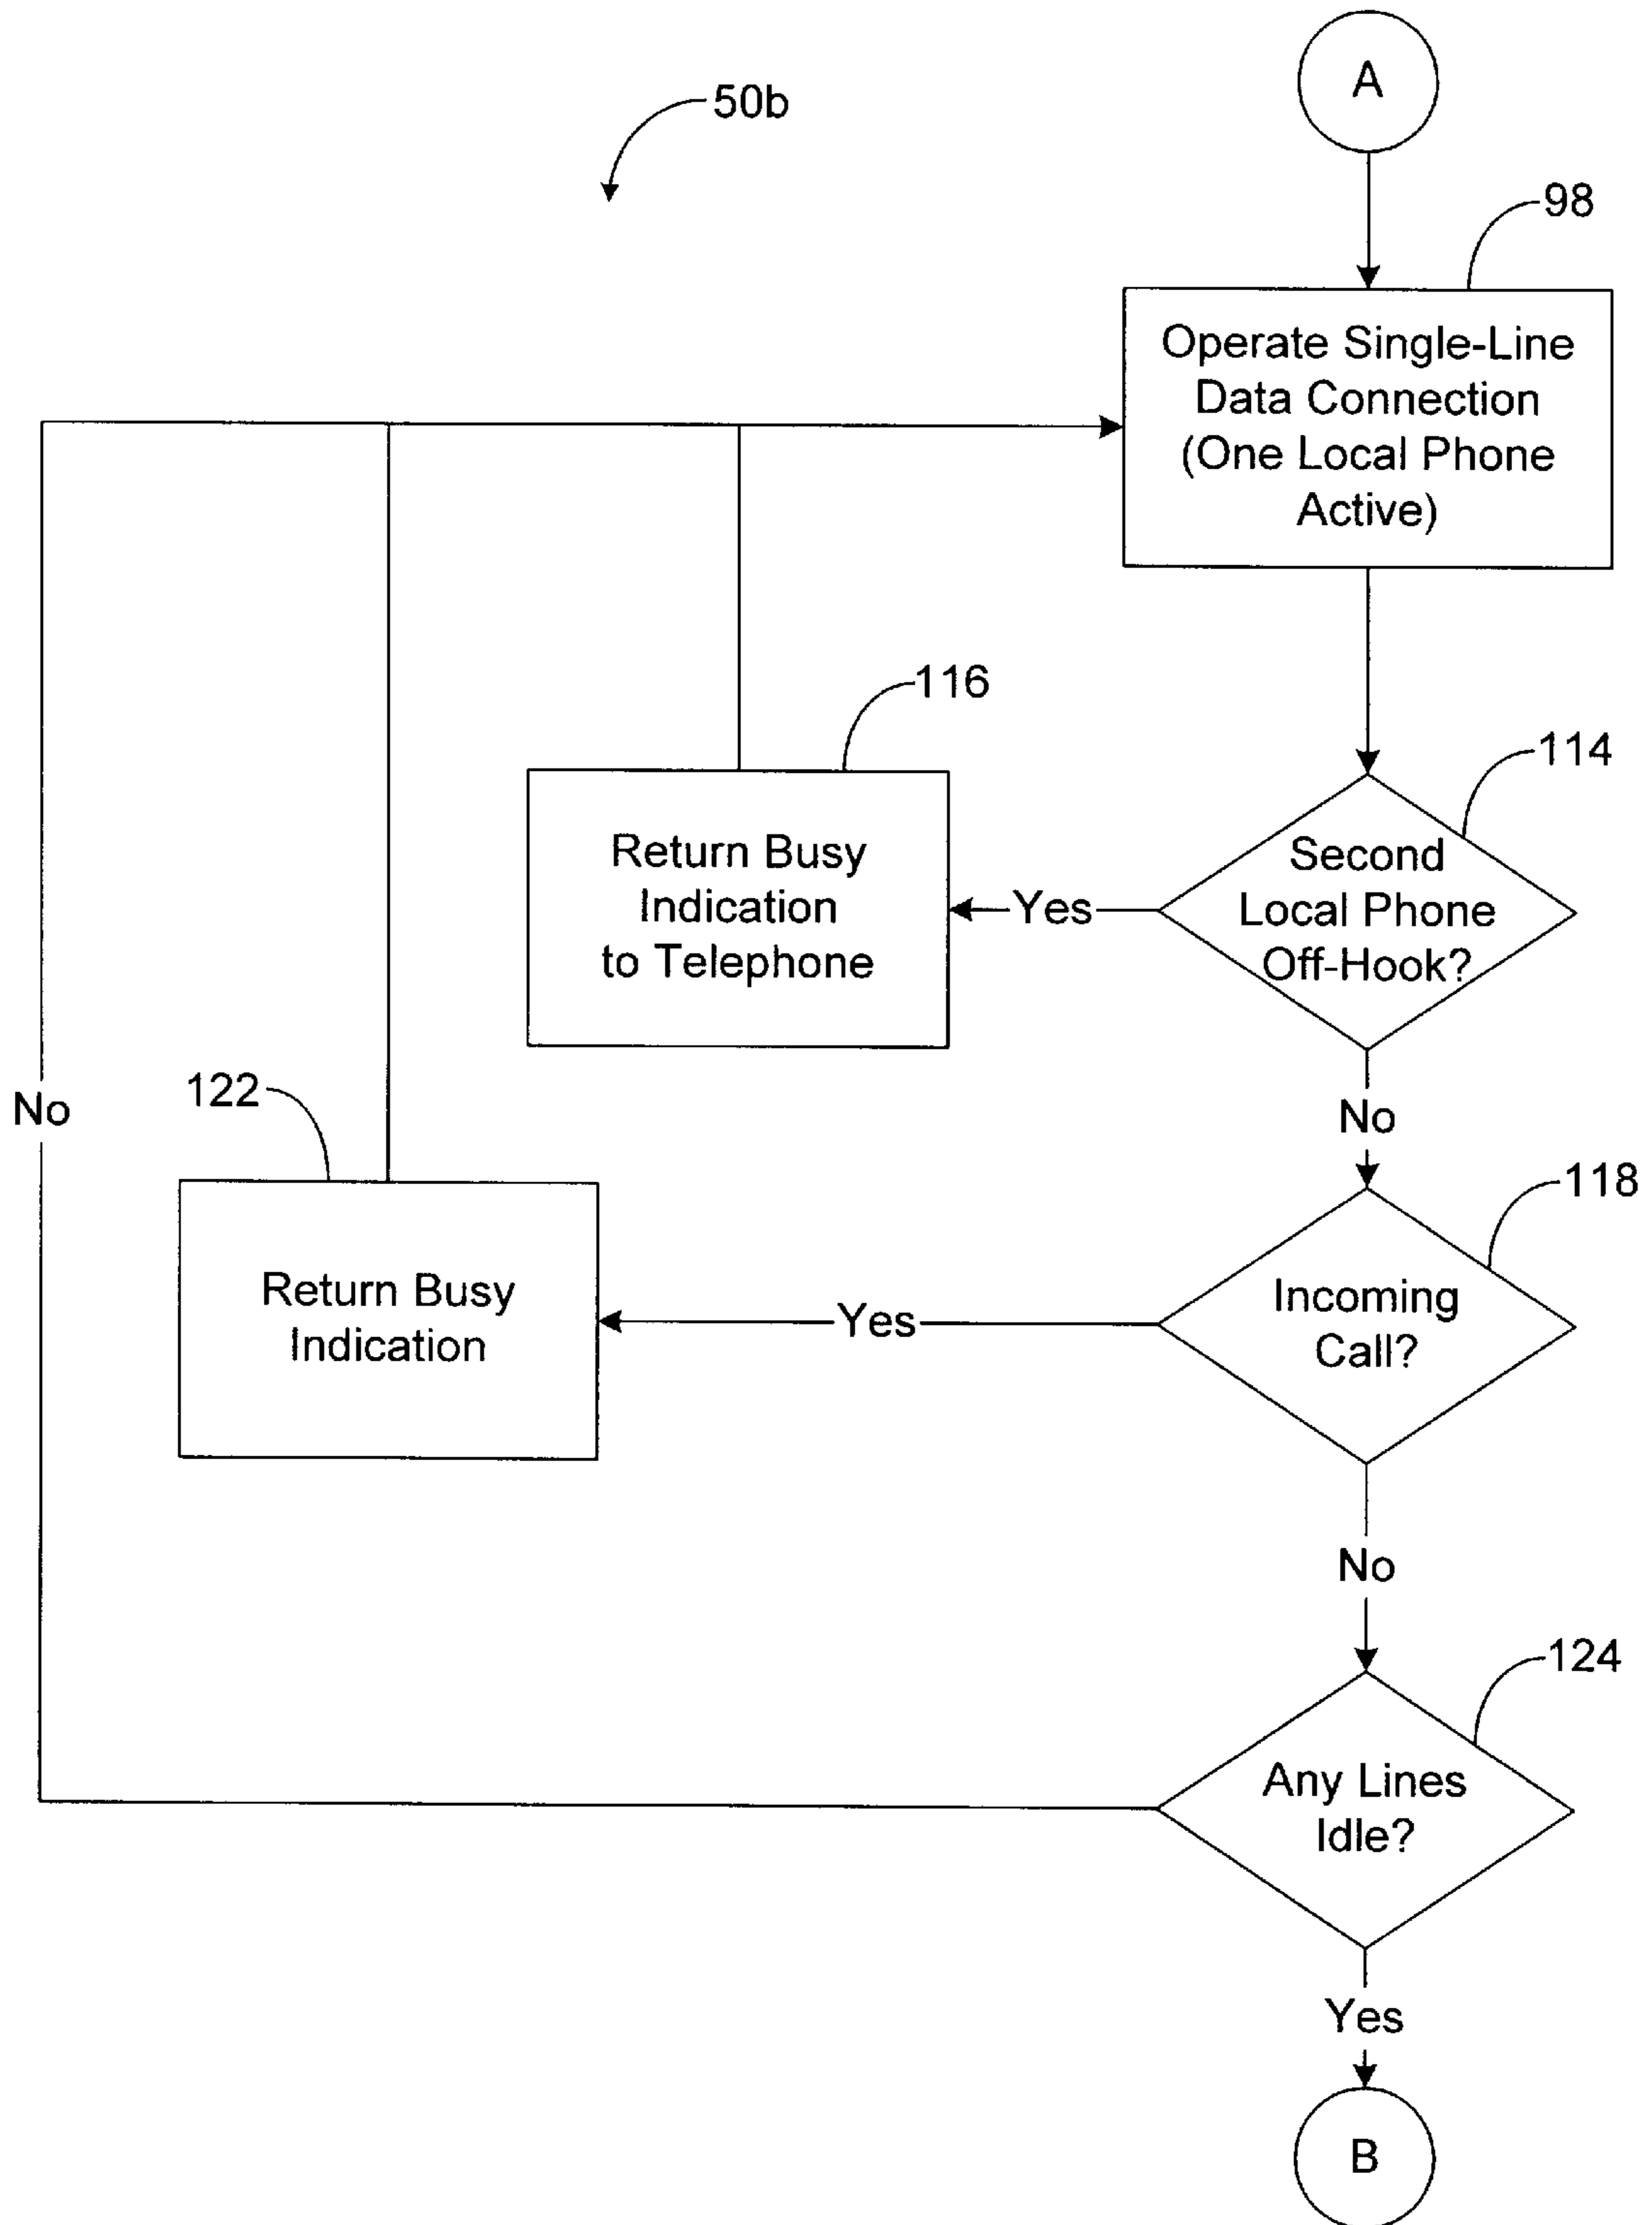 A
50b
98
Operate Single-Line
Data Connection
(One Local Phone
Active)
116
114
Return Busy
Indication
to Telephone
Yes
Second
Local Phone
Off-Hook?
122
No
No
118
Return Busy
Indication
Yes
Incoming
Call?
No
124
Any Lines
Idle?
Yes
B